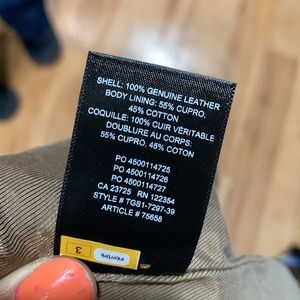 SHELL: 100% GENUINE LEATHER
BODY LINING: 55% CUPRO,
45% COTTON
COQUILLE: 100% CUIR VÉRITABLE
DOUBLURE AU CORPS:
55% CUPRO, 45% COTON
PO 4500114725
PO 4500114726
PO 4500114727
CA 23725 RN 122354
STYLE # TG51-7297-39
ARTICLE # 75658
3